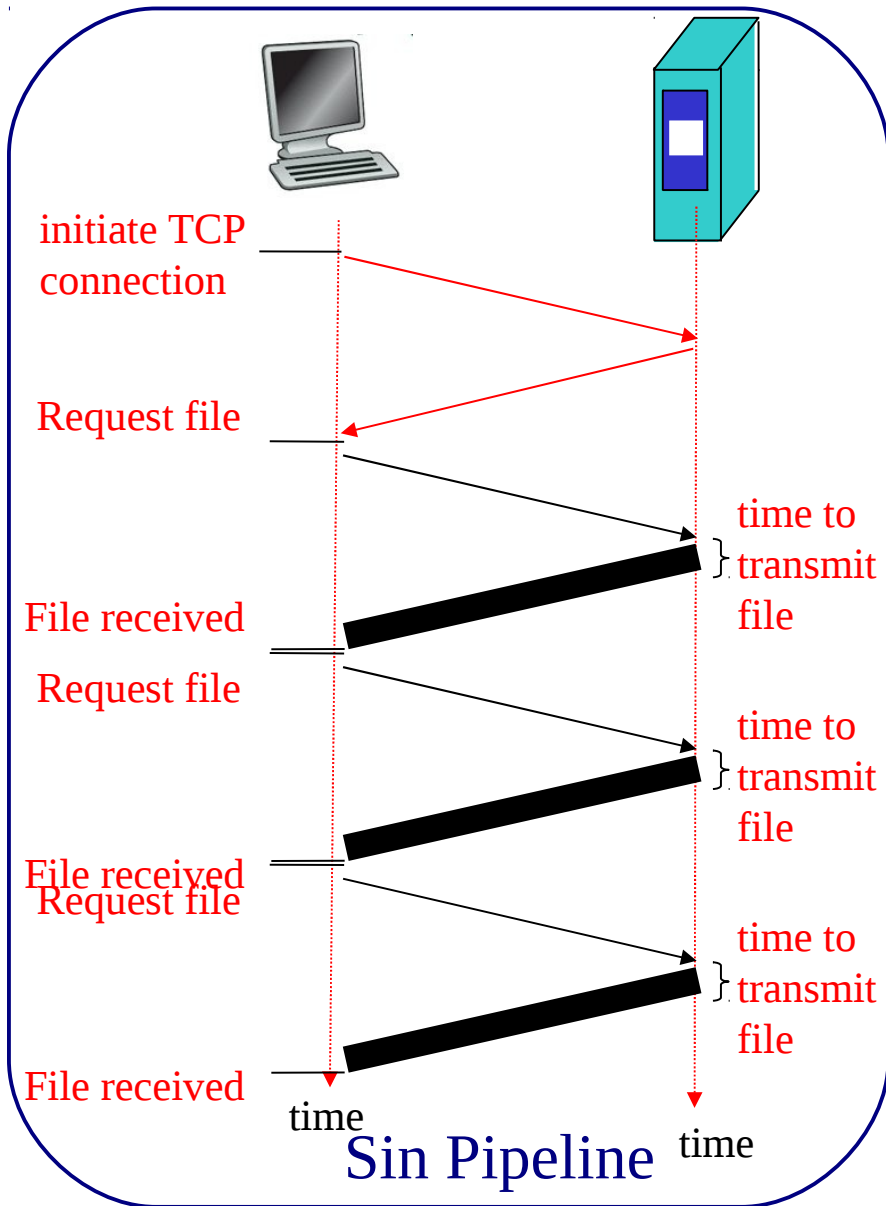 initiate TCP
connection
Request file
time to
transmit
file
File received
Request file
time to
transmit
file
File received
Request file
time to
transmit
file
File received
time
time
Sin Pipeline